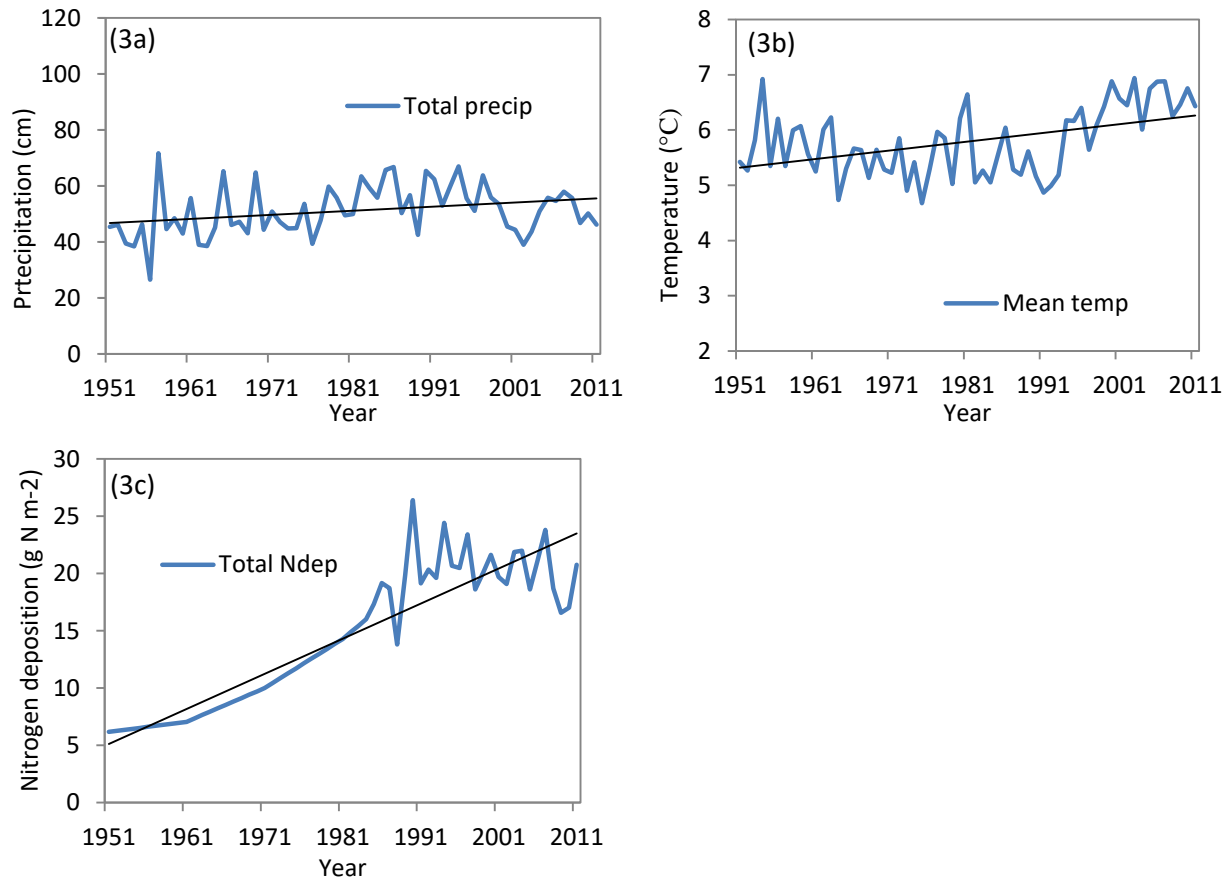 (3a)
120
100
80
60
40
20
0
Prtecipitation (cm)
Total precip
1951 1961 1971 1981 1991 2001 2011
Year
(3b)
8
7
6
5
4
3
2
Temperature (°C)
Mean temp
1951 1961 1971 1981 1991 2001 2011
Year
(3c)
30
25
20
15
10
5
0
Nitrogen deposition (g N m-2)
Total Ndep
1951 1961 1971 1981 1991 2001 2011
Year